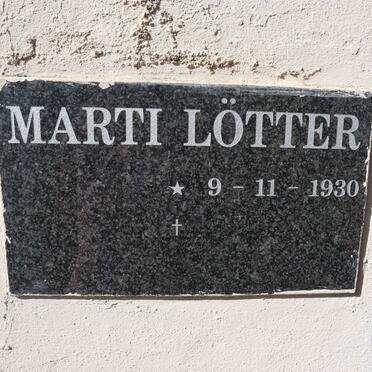 MARTI LÖTTER
★ 9 - 11 - 1930
†